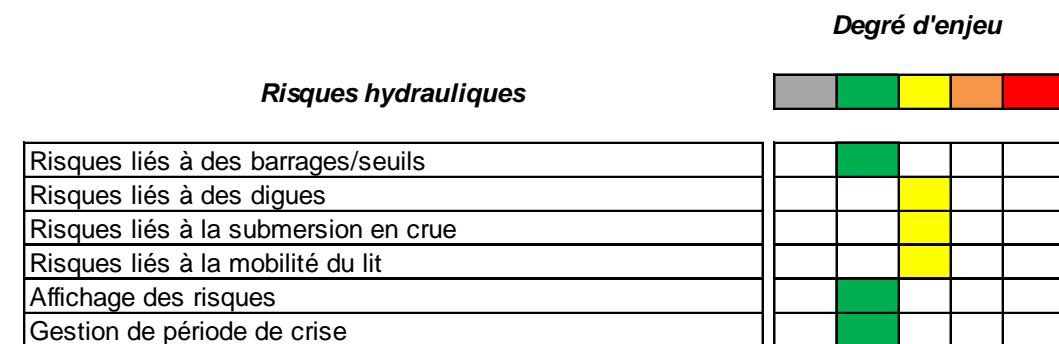 Degré d'enjeu
Risques hydrauliques
Risques liés à des barrages/seuils
Risques liés à des digues
Risques liés à la submersion en crue
Risques liés à la mobilité du lit
Affichage des risques
Gestion de période de crise